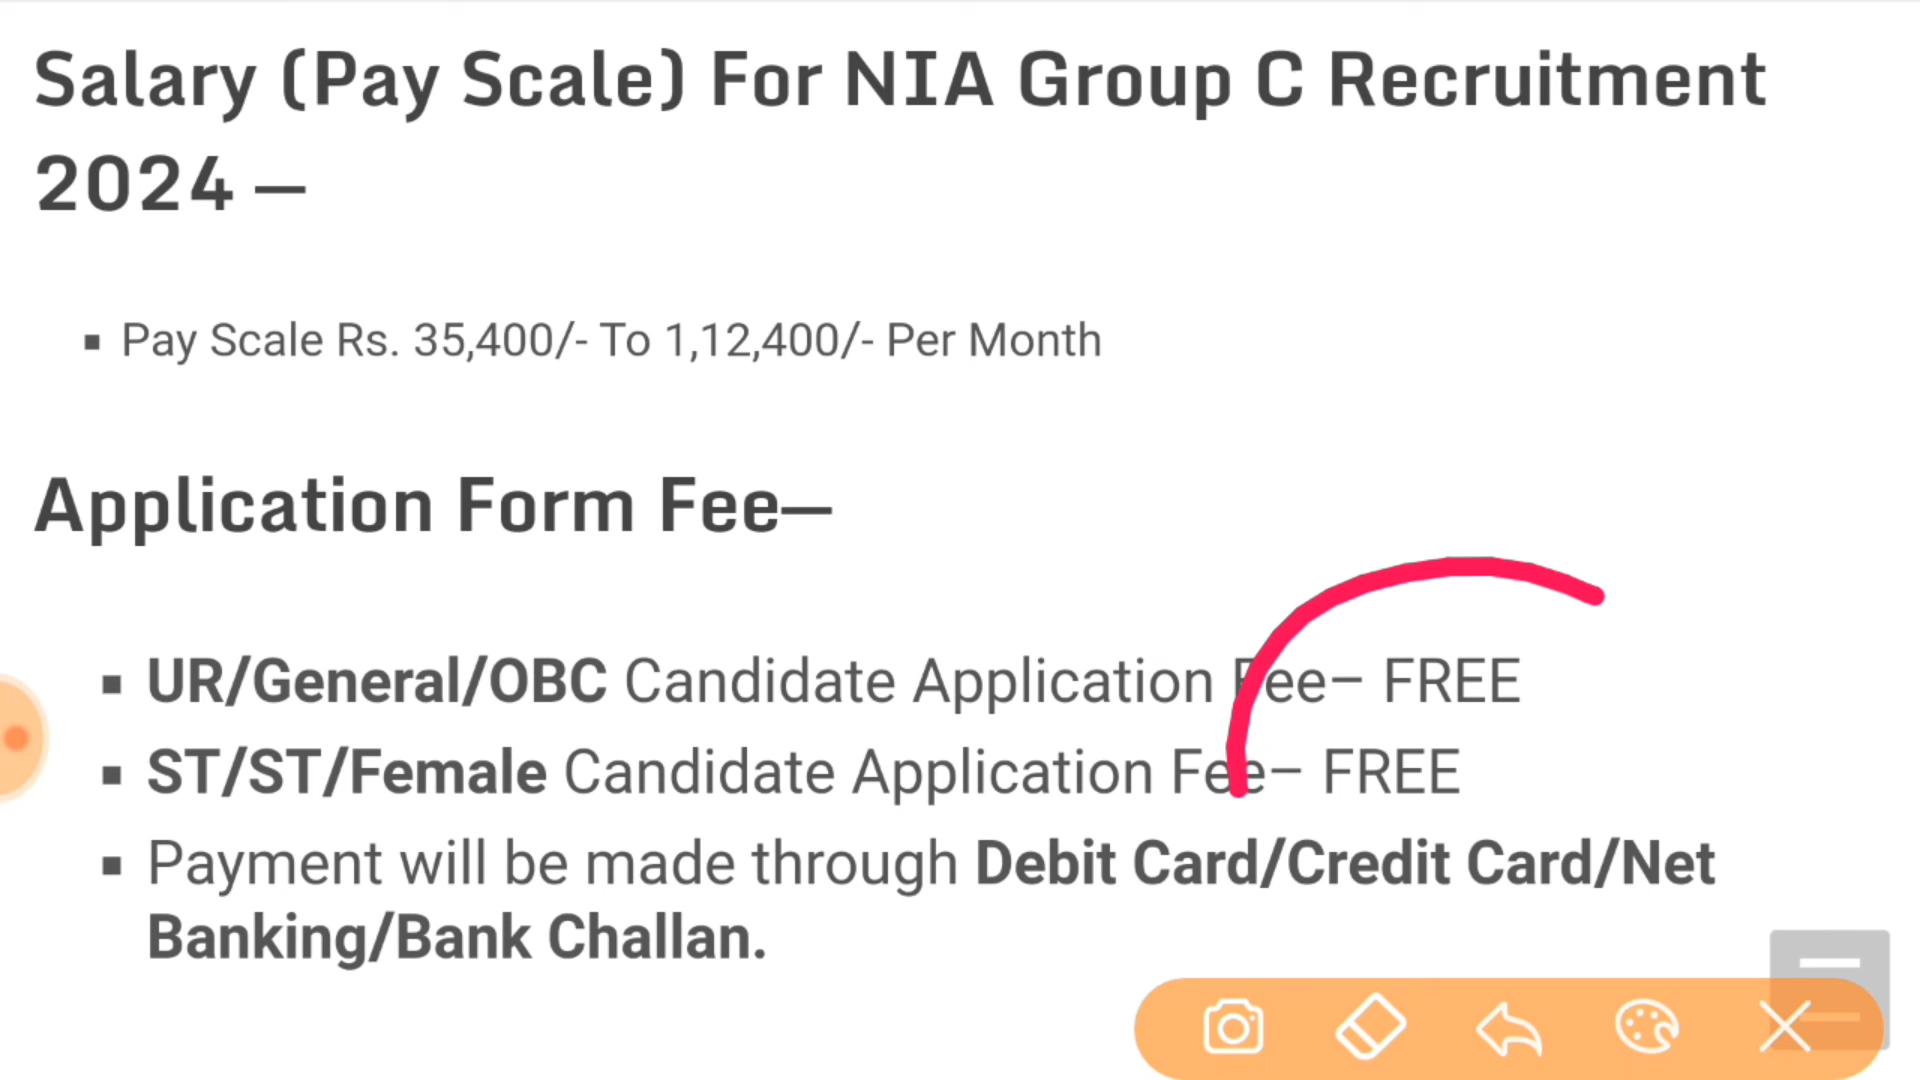 Salary (Pay Scale) For NIA Group C Recruitment
2024 —
▪ Pay Scale Rs. 35,400/- To 1,12,400/- Per Month
Application Form Fee—
▪ UR/General/OBC Candidate Application Fee– FREE
▪ ST/ST/Female Candidate Application Fee– FREE
▪ Payment will be made through Debit Card/Credit Card/Net
Banking/Bank Challan.